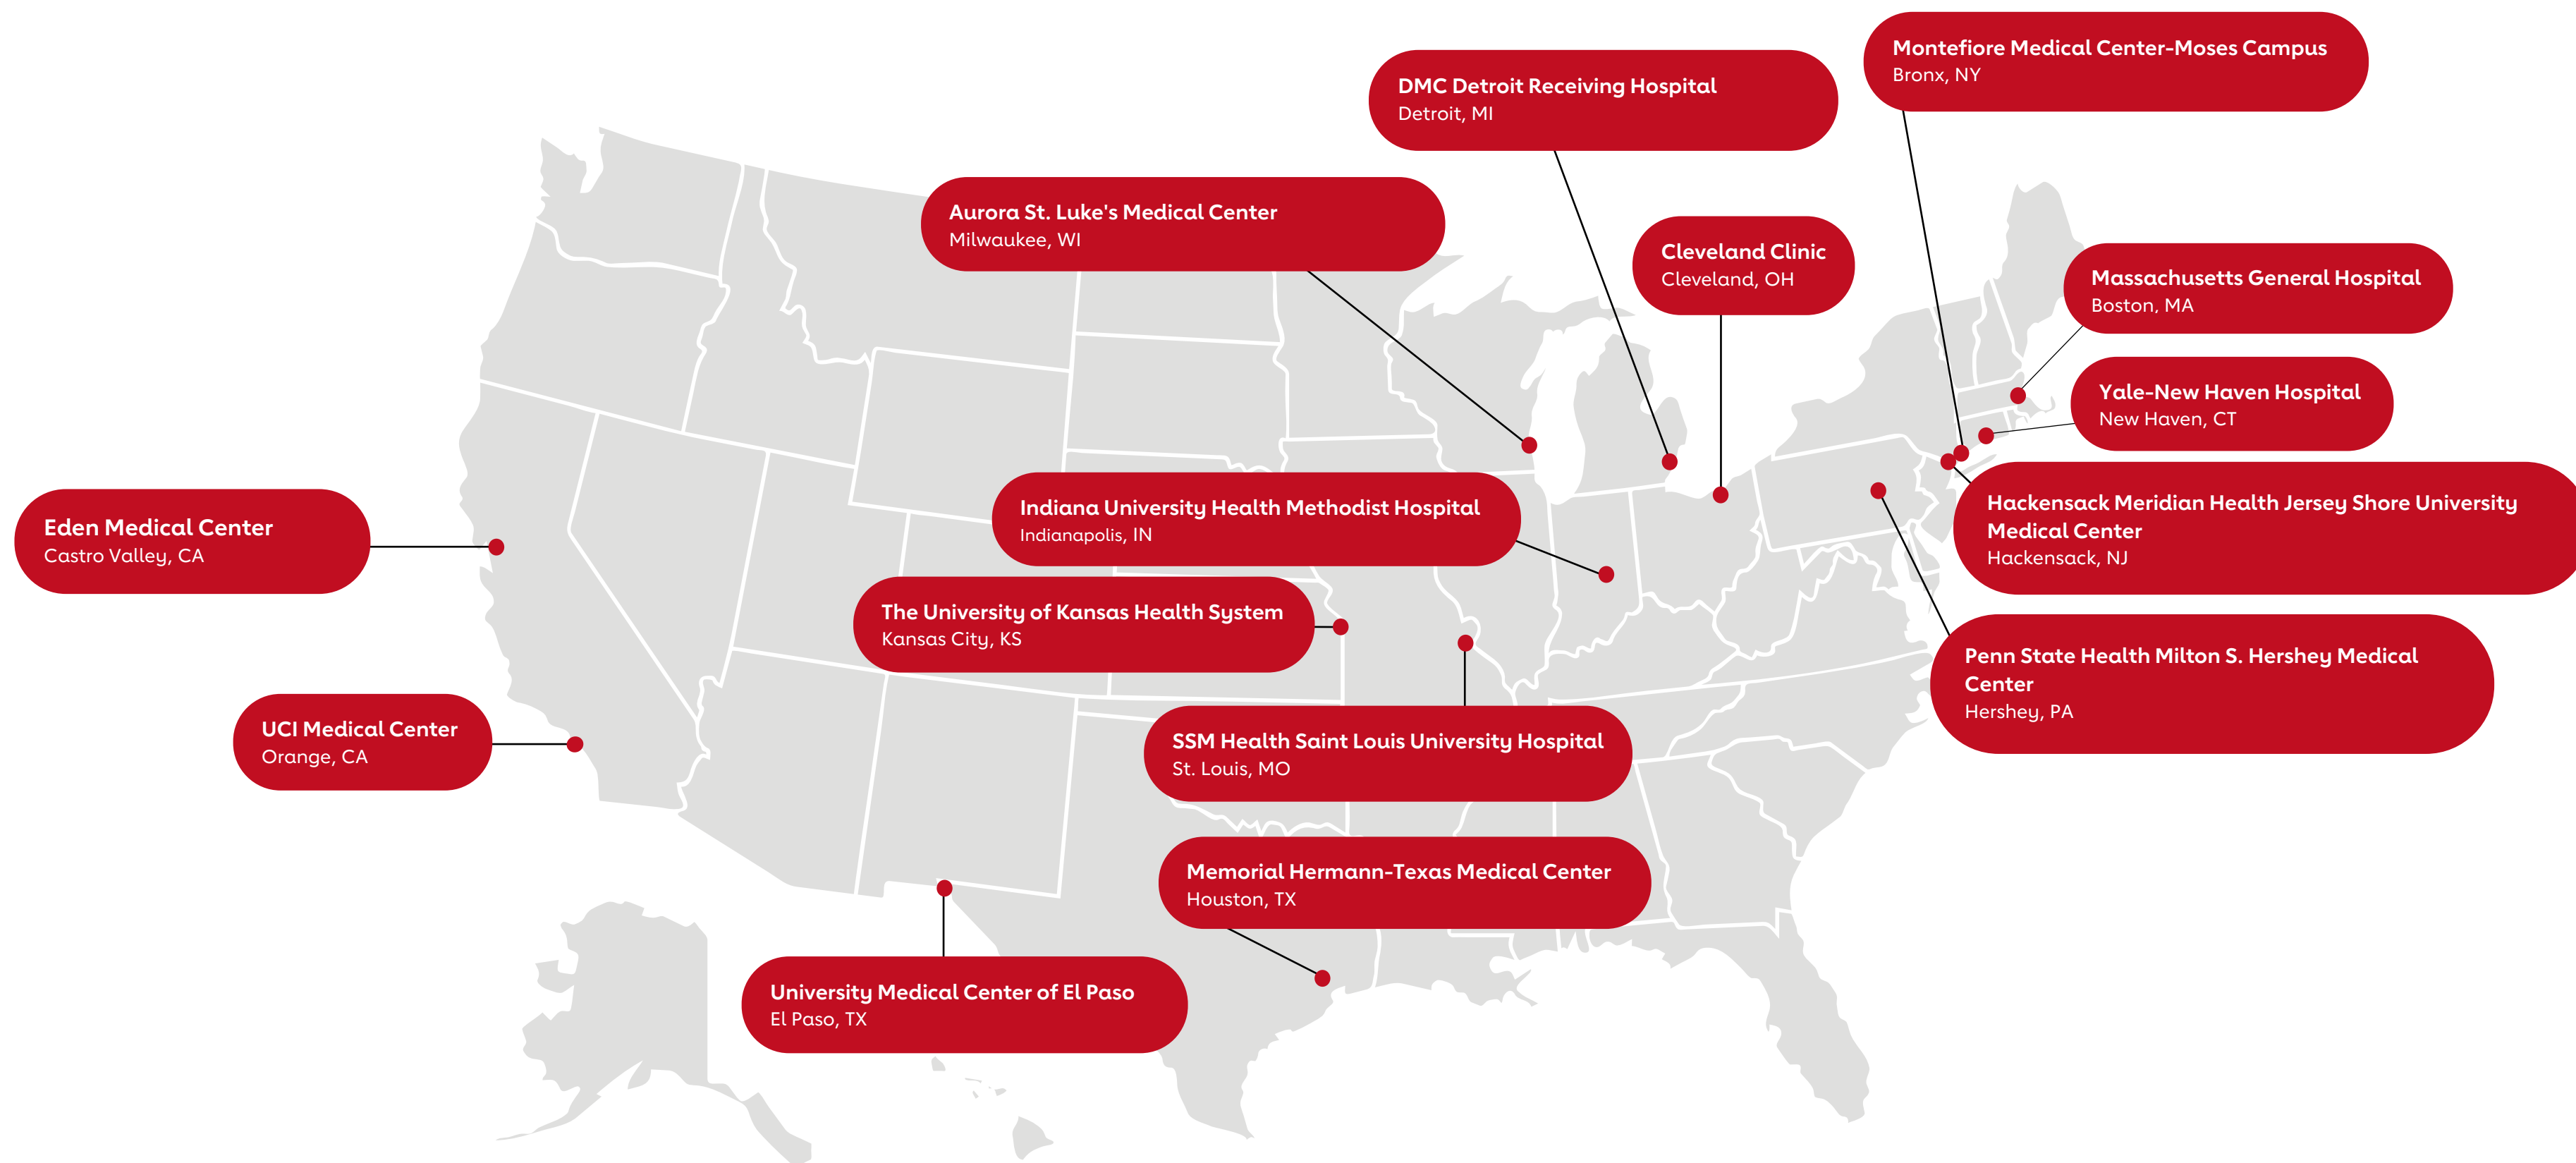 Montefiore Medical Center-Moses Campus
Bronx, NY
DMC Detroit Receiving Hospital
Detroit, MI
Aurora St. Luke's Medical Center
Milwaukee, WI
Cleveland Clinic
Cleveland, OH
Massachusetts General Hospital
Boston, MA
Yale-New Haven Hospital
New Haven, CT
Hackensack Meridian Health Jersey Shore University
Medical Center
Hackensack, NJ
Indiana University Health Methodist Hospital
Indianapolis, IN
Eden Medical Center
Castro Valley, CA
The University of Kansas Health System
Kansas City, KS
Penn State Health Milton S. Hershey Medical
Center
Hershey, PA
UCI Medical Center
Orange, CA
SSM Health Saint Louis University Hospital
St. Louis, MO
Memorial Hermann-Texas Medical Center
Houston, TX
University Medical Center of El Paso
El Paso, TX